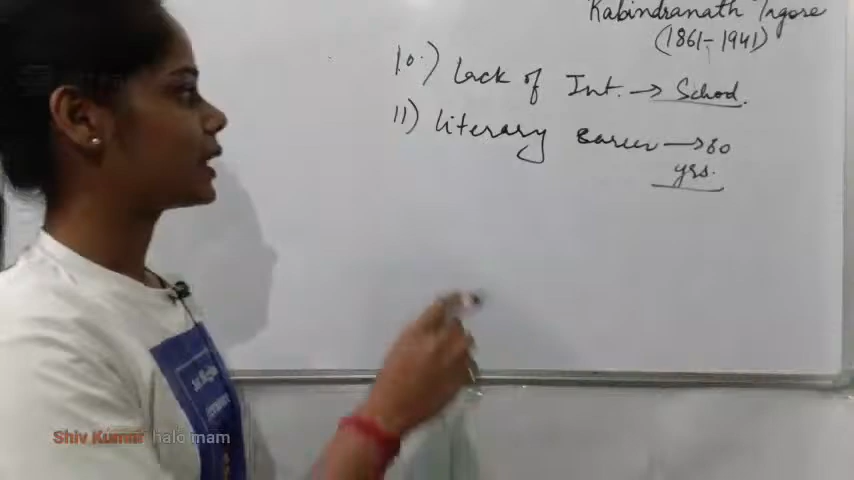 Rabindranath Tagore
(1861-1941)
10.) Lack of Int. → School.
11) Literary career → 60
yrs.
Shiv Kumar halo mam